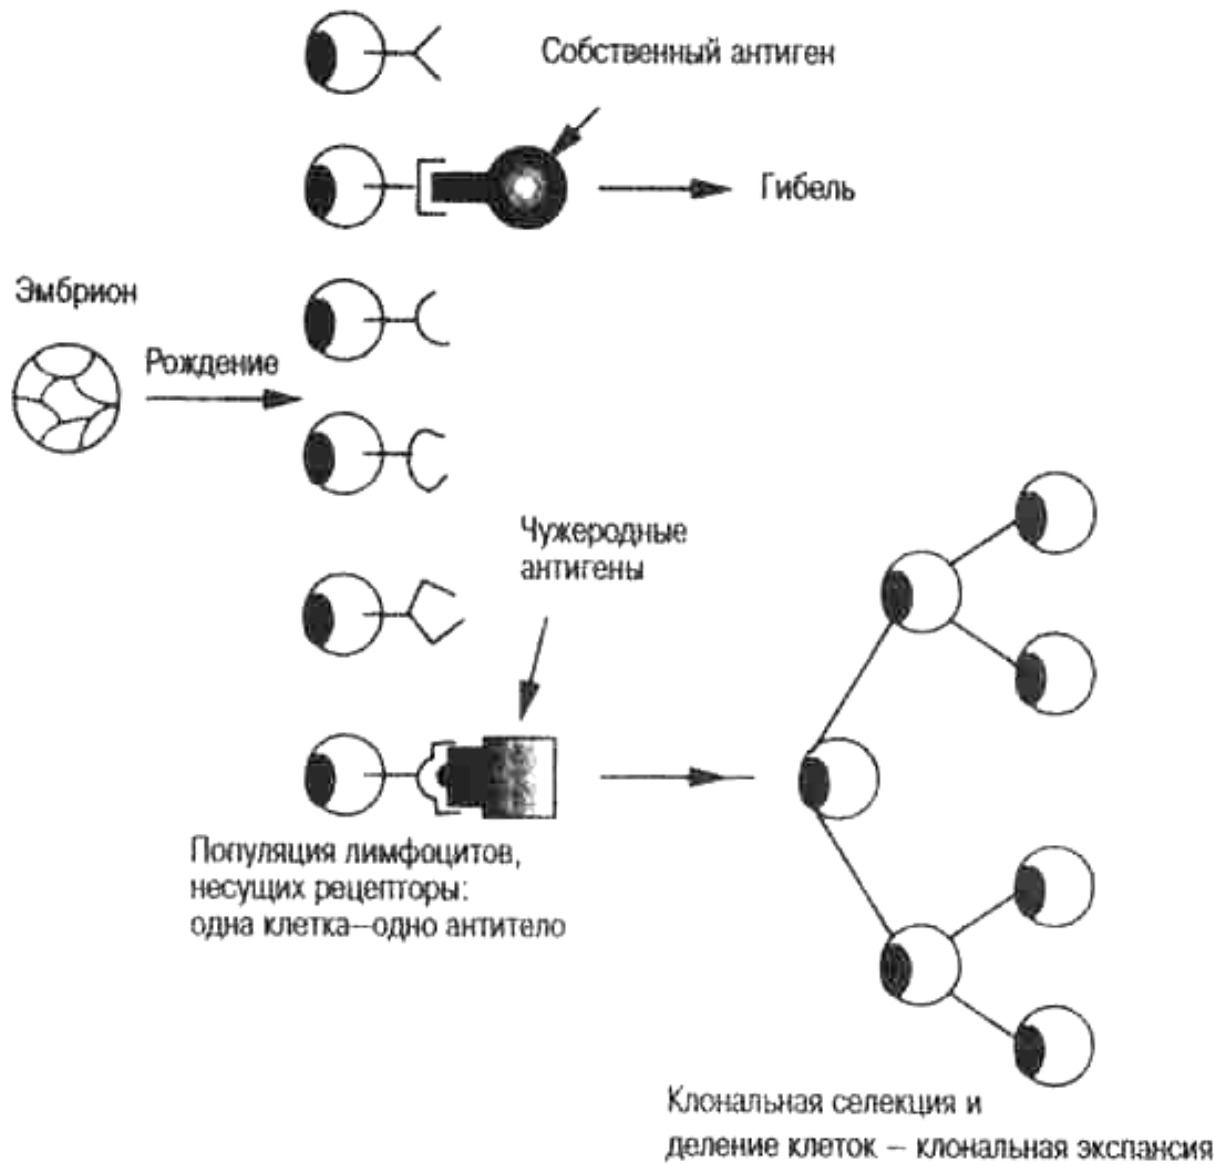 Собственный антиген
Гибель
Эмбрион
Рождение
Чужеродные
антигены
Популяция лимфоцитов,
несущих рецепторы:
одна клетка—одно антитело
Клональная селекция и
деление клеток – клональная экспансия